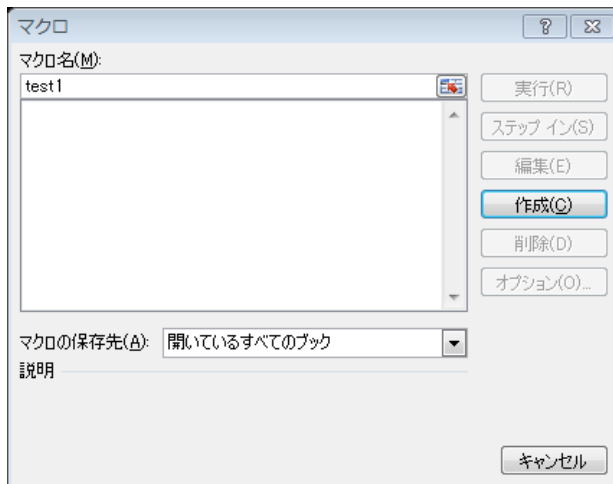 マクロ
マクロ名(M):
test1
実行(R)
ステップ イン(S)
編集(E)
作成(C)
削除(D)
オプション(O)...
マクロの保存先(A): 開いているすべてのブック
説明
キャンセル